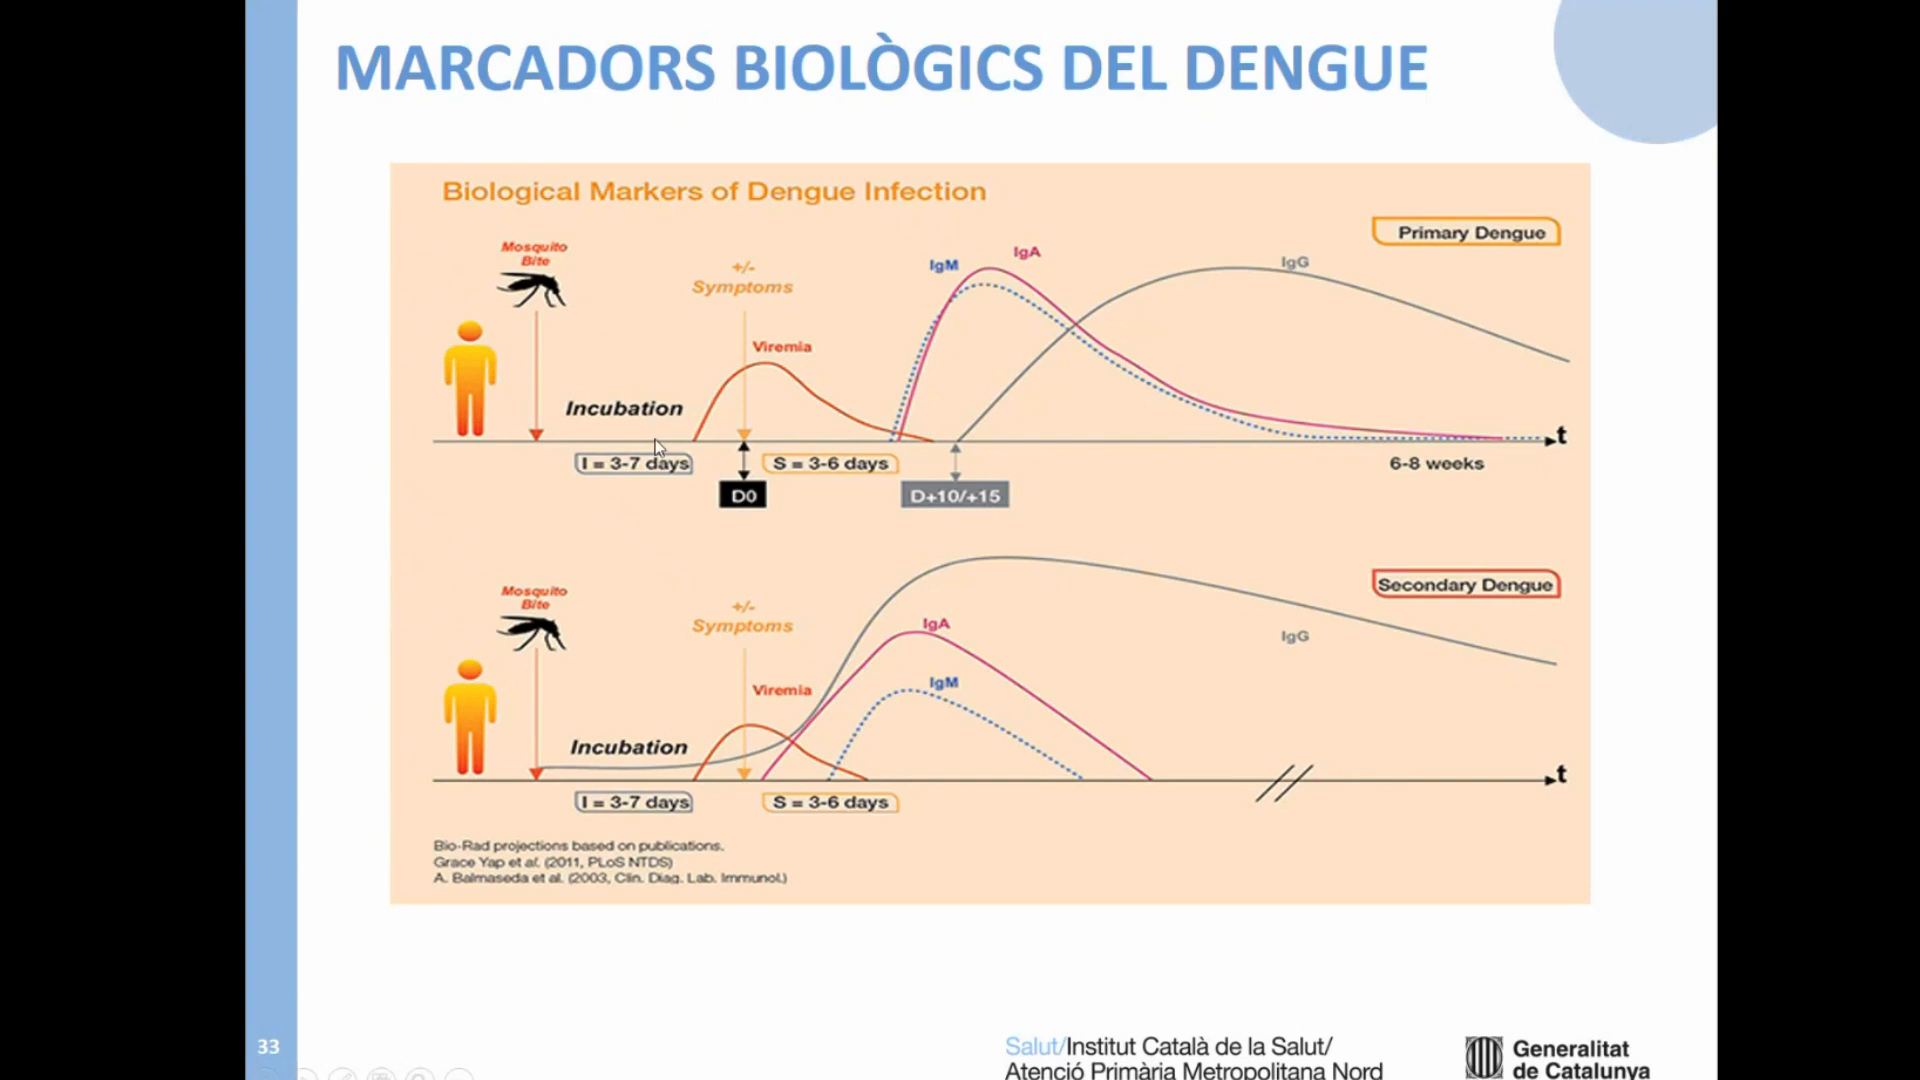 MARCADORS BIOLÒGICS DEL DENGUE
Biological Markers of Dengue Infection
Primary Dengue
Mosquito
Bite
+/-
Symptoms
IgM
IgA
IgG
Viremia
Incubation
t
I = 3-7 days
S = 3-6 days
6-8 weeks
D0
D+10/+15
Secondary Dengue
Mosquito
Bite
+/-
Symptoms
IgA
IgG
IgM
Viremia
Incubation
t
I = 3-7 days
S = 3-6 days
Bio-Rad projections based on publications.
Grace Yap et al. (2011, PLoS NTDS)
A. Balmaseda et al. (2003, Clin. Diag. Lab. Immunol.)
33
Salut/Institut Català de la Salut/
Atenció Primària Metropolitana Nord
Generalitat
de Catalunya